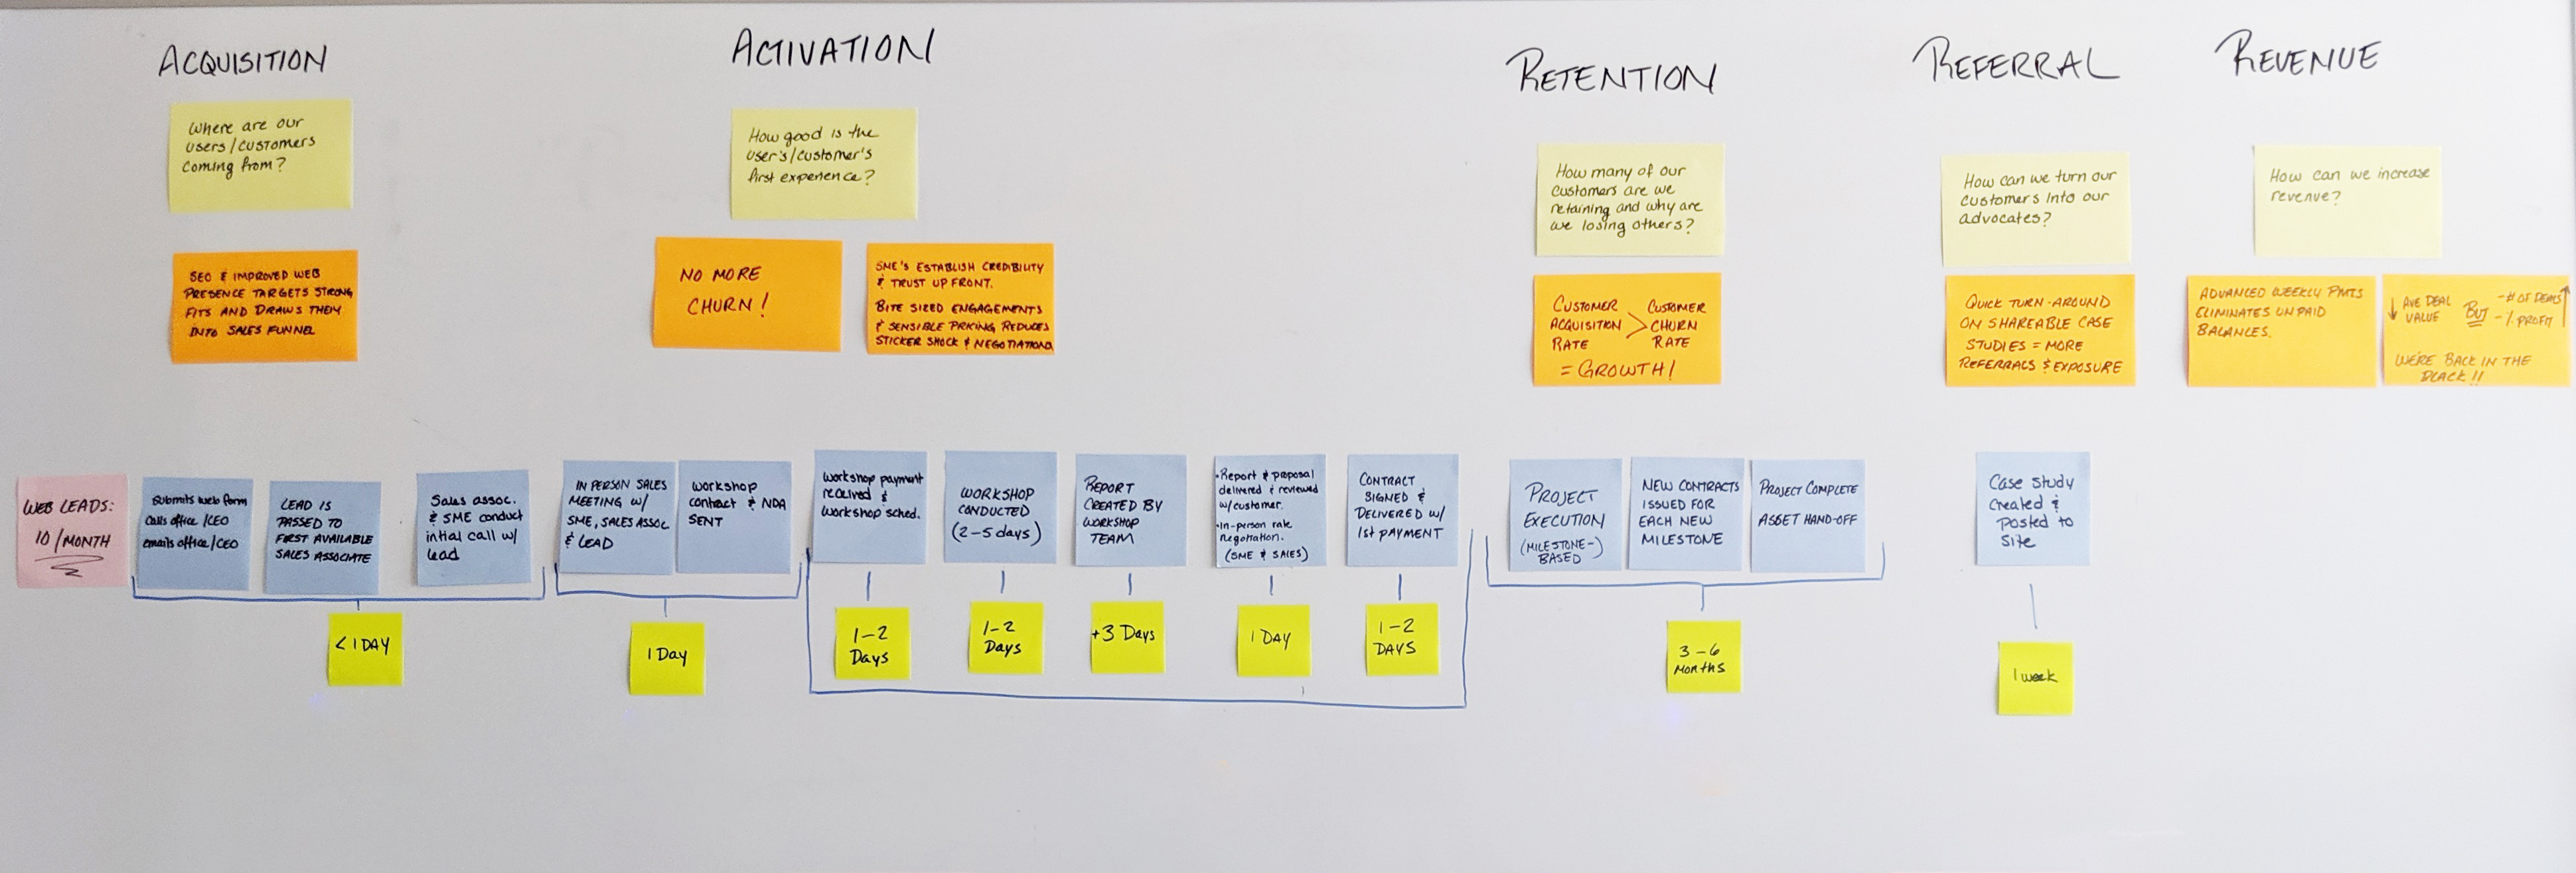 ACQUISITION
Where are our
users/customers
coming from?
SEO & IMPROVED WEB
PRESENCE TARGETS STRONG
FITS AND DRAWS THEM
INTO SALES FUNNEL
ACTIVATION
How good is the
user's/customer's
first experience?
NO MORE
CHURN!
SME'S ESTABLISH CREDIBILITY
& TRUST UP FRONT.
BITE SIZED ENGAGEMENTS
& SENSIBLE PRICING REDUCES
STICKER SHOCK & NEGOTIATIONS
RETENTION
How many of our
customers are we
retaining and why are
we losing others?
CUSTOMER
ACQUISITION
RATE
>
CUSTOMER
CHURN
RATE
= GROWTH!
REFERRAL
How can we turn our
customers into our
advocates?
QUICK TURN-AROUND
ON SHAREABLE CASE
STUDIES = MORE
REFERRALS & EXPOSURE
REVENUE
How can we increase
revenue?
ADVANCED WEEKLY PMTS
ELIMINATES UNPAID
BALANCES.
↓ AVE DEAL
VALUE
BUT
- # OF DEALS
- % PROFIT ↑
WE'RE BACK IN THE
BLACK!!
WEB LEADS:
10/MONTH
Submits web form
calls office/CEO
emails office/CEO
LEAD IS
PASSED TO
FIRST AVAILABLE
SALES ASSOCIATE
Sales assoc.
& SME conduct
initial call w/
lead
<1 DAY
IN PERSON SALES
MEETING W/
SME, SALES ASSOC
& LEAD
Workshop
contract & NDA
SENT
1 Day
Workshop payment
received &
workshop sched.
1-2
Days
WORKSHOP
CONDUCTED
(2-5 days)
1-2
Days
REPORT
CREATED BY
WORKSHOP
TEAM
+3 Days
•Report & proposal
delivered & reviewed
w/customer.
•In-person rate
negotiation.
(SME & SALES)
1 DAY
CONTRACT
SIGNED &
DELIVERED W/
1st PAYMENT
1-2
DAYS
PROJECT
EXECUTION
(MILESTONE-)
BASED
NEW CONTRACTS
ISSUED FOR
EACH NEW
MILESTONE
PROJECT COMPLETE
ASSET HAND-OFF
3-6
Months
Case study
created &
posted to
site
1 week